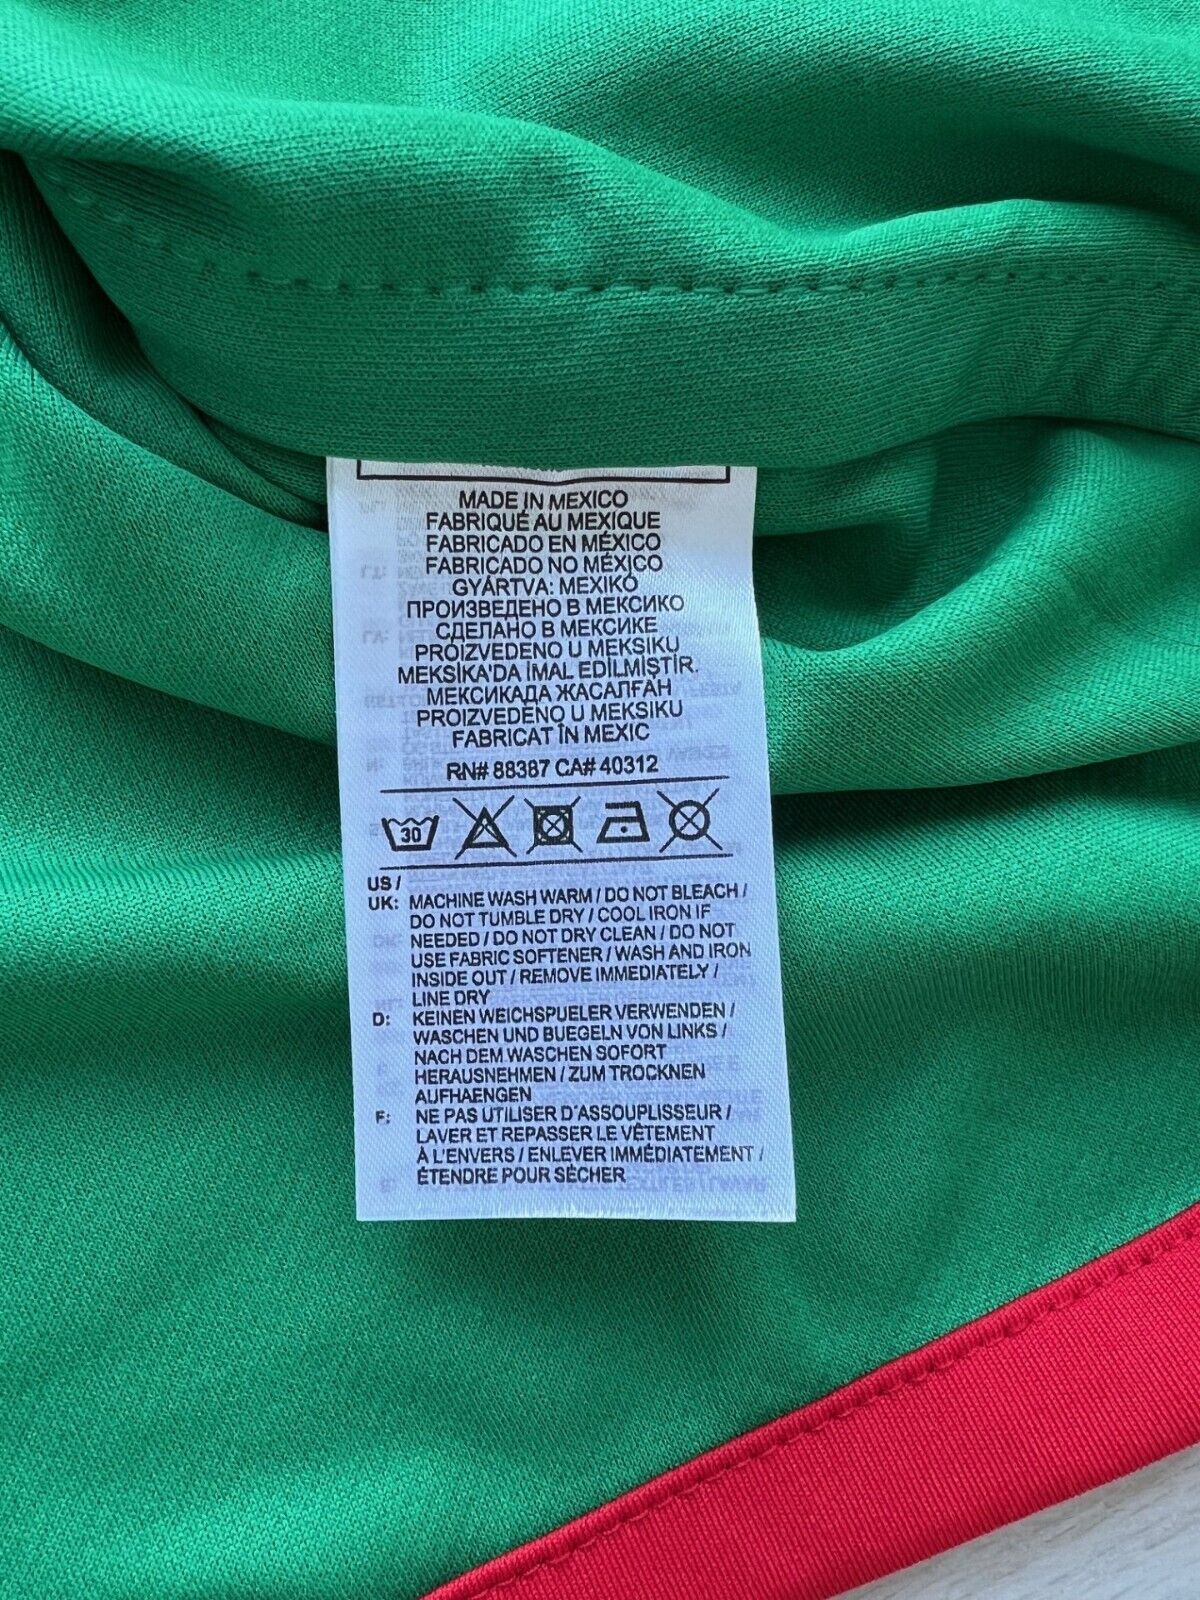 MADE IN MEXICO
FABRIQUÉ AU MEXIQUE
FABRICADO EN MÉXICO
FABRICADO NO MÉXICO
GYÁRTVA: MEXIKÓ
ПРОИЗВЕДЕНО В МЕКСИКО
СДЕЛАНО В МЕКСИКЕ
PROIZVEDENO U MEKSIKU
MEKSİKA'DA İMAL EDİLMİŞTİR.
МЕКСИКАДА ЖАСАЛҒАН
PROIZVEDENO U MEKSIKU
FABRICAT ÎN MEXIC
RN# 88387 CA# 40312
30
US /
UK: MACHINE WASH WARM / DO NOT BLEACH /
DO NOT TUMBLE DRY / COOL IRON IF
NEEDED / DO NOT DRY CLEAN / DO NOT
USE FABRIC SOFTENER / WASH AND IRON
INSIDE OUT / REMOVE IMMEDIATELY /
LINE DRY
D: KEINEN WEICHSPUELER VERWENDEN /
WASCHEN UND BUEGELN VON LINKS /
NACH DEM WASCHEN SOFORT
HERAUSNEHMEN / ZUM TROCKNEN
AUFHAENGEN
F: NE PAS UTILISER D'ASSOUPLISSEUR /
LAVER ET REPASSER LE VÊTEMENT
À L'ENVERS / ENLEVER IMMÉDIATEMENT /
ÉTENDRE POUR SÉCHER